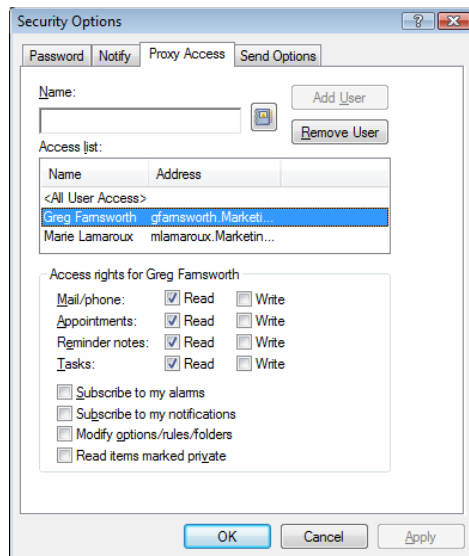 Security Options
Password Notify Proxy Access Send Options
Name:
Add User
Remove User
Access list:
Name Address
<All User Access>
Greg Farnsworth gfarnsworth.Marketi...
Marie Lamaroux mlamaroux.Marketin...
Access rights for Greg Farnsworth
Mail/phone: Read Write
Appointments: Read Write
Reminder notes: Read Write
Tasks: Read Write
Subscribe to my alarms
Subscribe to my notifications
Modify options/rules/folders
Read items marked private
OK Cancel Apply